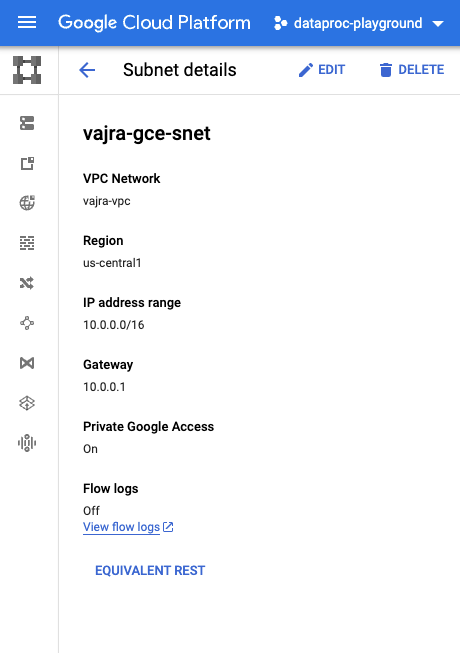 Google Cloud Platform
dataproc-playground
Subnet details
EDIT
DELETE
vajra-gce-snet
VPC Network
vajra-vpc
Region
us-central1
IP address range
10.0.0.0/16
Gateway
10.0.0.1
Private Google Access
On
Flow logs
Off
View flow logs
EQUIVALENT REST